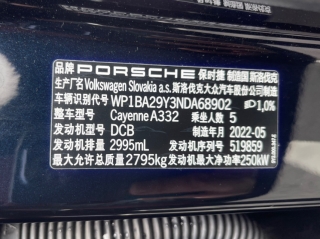 品牌 PORSCHE 保时捷 制造国 斯洛伐克
生产厂名 Volkswagen Slovakia a.s. 斯洛伐克大众汽车股份公司
车辆识别代号 WP1BA29Y3NDA68902 1,0%
整车型号 Cayenne A332 乘坐人数 5
发动机型号 DCB 制造年月 2022-05
发动机排量 2995mL 发动机号 519859
最大允许总质量 2795kg 发动机最大净功率 250kW